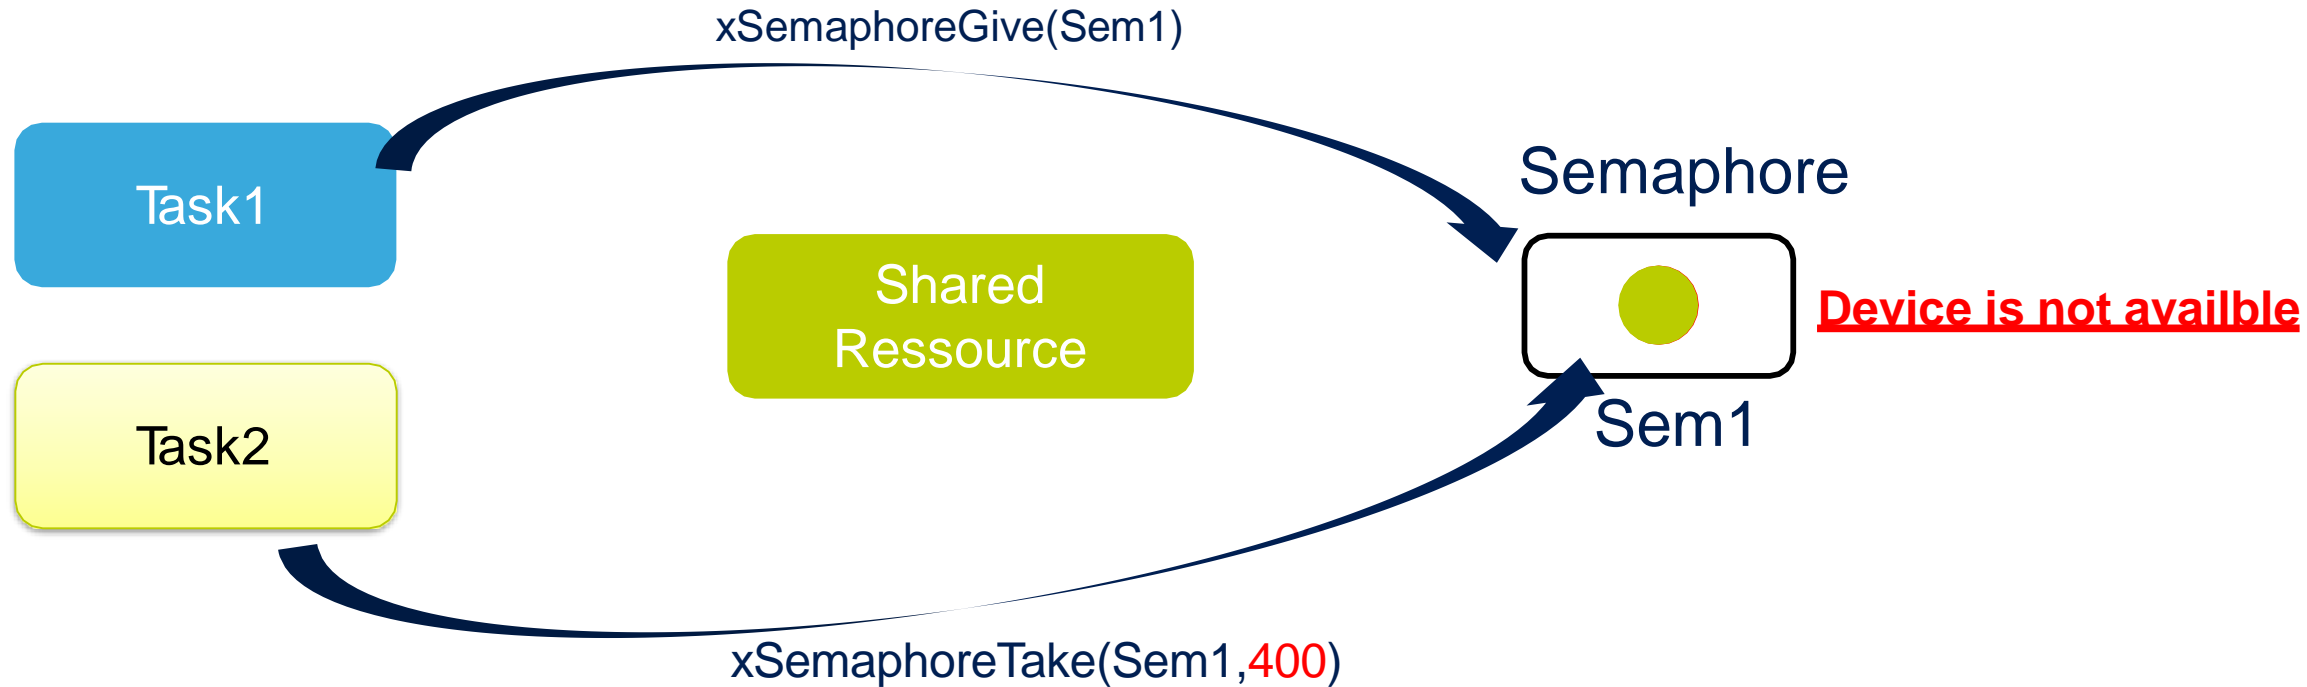 xSemaphoreGive(Sem1)
Task1
Semaphore
Shared
Ressource
Device is not availble
Task2
Sem1
xSemaphoreTake(Sem1,400)